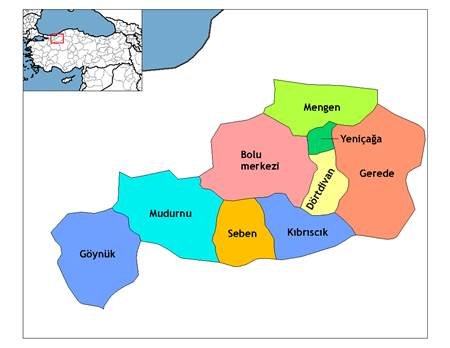 Mengen
Yeniçağa
Bolu
merkezi
Gerede
Dörtdivan
Mudurnu
Seben
Kıbrıscık
Göynük